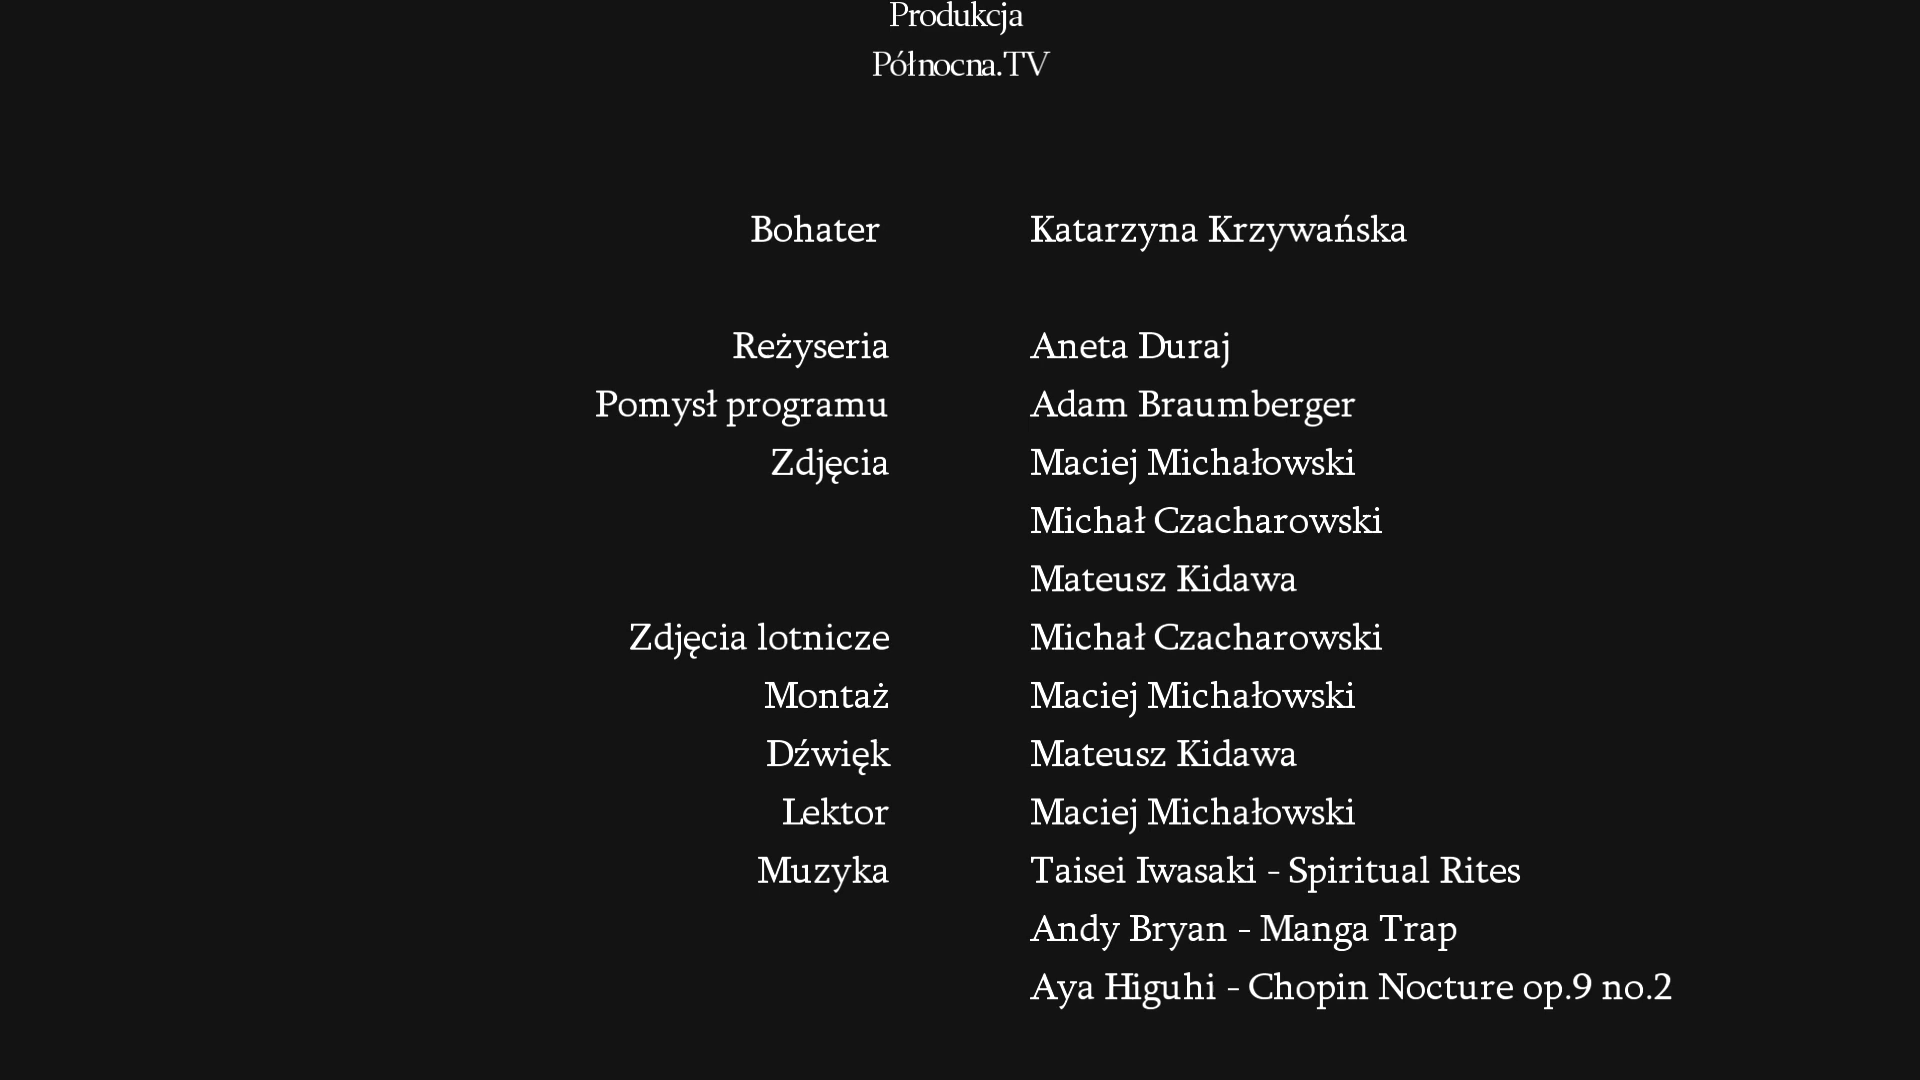 Produkcja
Północna.TV
Bohater Katarzyna Krzywańska
Reżyseria Aneta Duraj
Pomysł programu Adam Braumberger
Zdjęcia Maciej Michałowski
Michał Czacharowski
Mateusz Kidawa
Zdjęcia lotnicze Michał Czacharowski
Montaż Maciej Michałowski
Dźwięk Mateusz Kidawa
Lektor Maciej Michałowski
Muzyka Taisei Iwasaki - Spiritual Rites
Andy Bryan - Manga Trap
Aya Higuhi - Chopin Nocture op.9 no.2